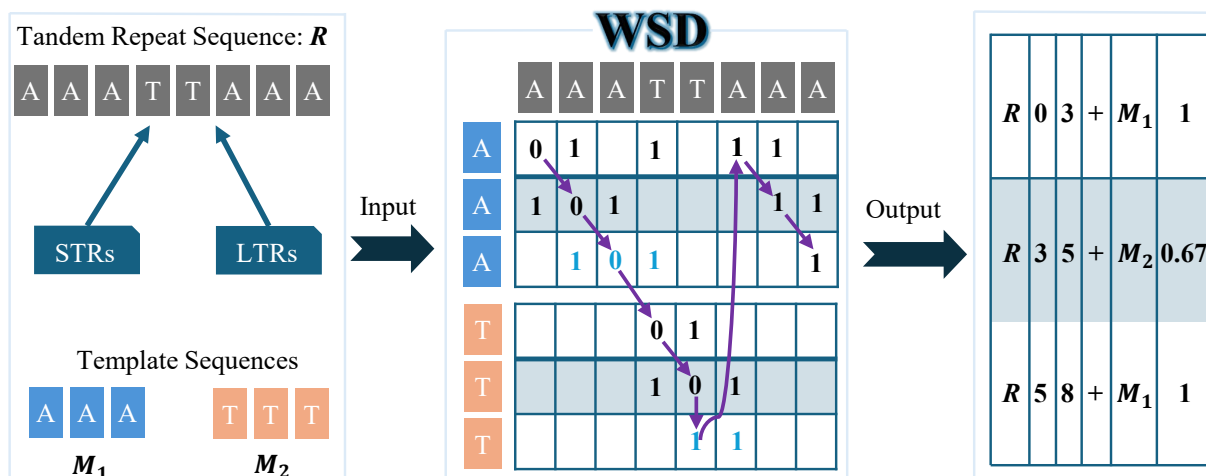 Tandem Repeat Sequence: R
A A A T T A A A
STRs LTRs
Template Sequences
A A A T T T
M₁ M₂
Input
WSD
A A A T T A A A
A 0 1 1 1 1
A 1 0 1 1 1
A 1 0 1 1
T 0 1
T 1 0 1
T 1 1
Output
R 0 3 + M₁ 1
R 3 5 + M₂ 0.67
R 5 8 + M₁ 1